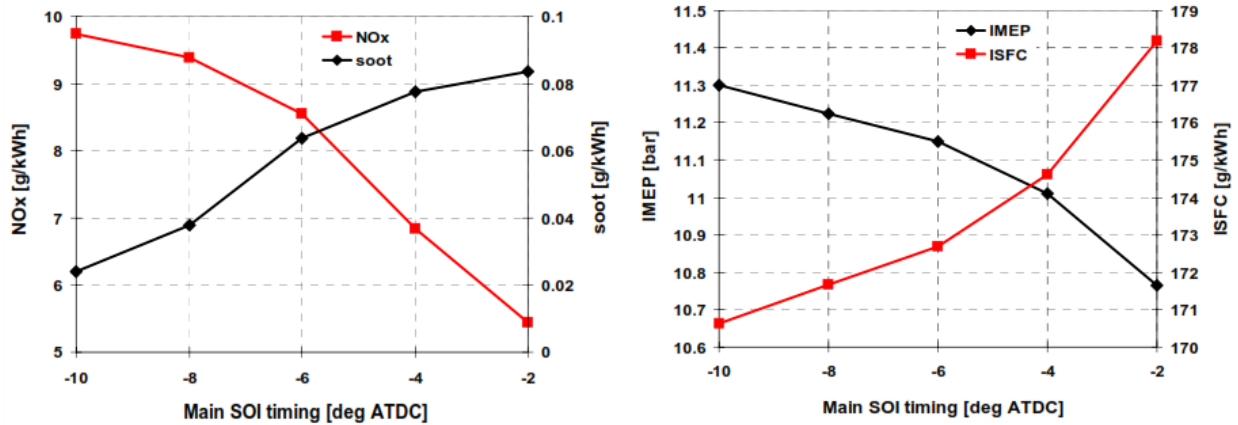 NOx [g/kWh]
10
9
8
7
6
5
NOx
soot
0.1
0.08
0.06
0.04
0.02
0
soot [g/kWh]
-10 -8 -6 -4 -2
Main SOI timing [deg ATDC]
IMEP [bar]
11.5
11.4
11.3
11.2
11.1
11
10.9
10.8
10.7
10.6
IMEP
ISFC
179
178
177
176
175
174
173
172
171
170
ISFC [g/kWh]
-10 -8 -6 -4 -2
Main SOI timing [deg ATDC]